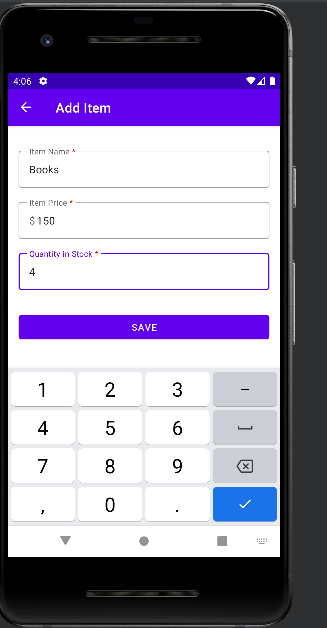 4:06
Add Item
Item Name *
Books
Item Price *
$ 150
Quantity in Stock *
4
SAVE
1 2 3 –
4 5 6
7 8 9
, 0 .